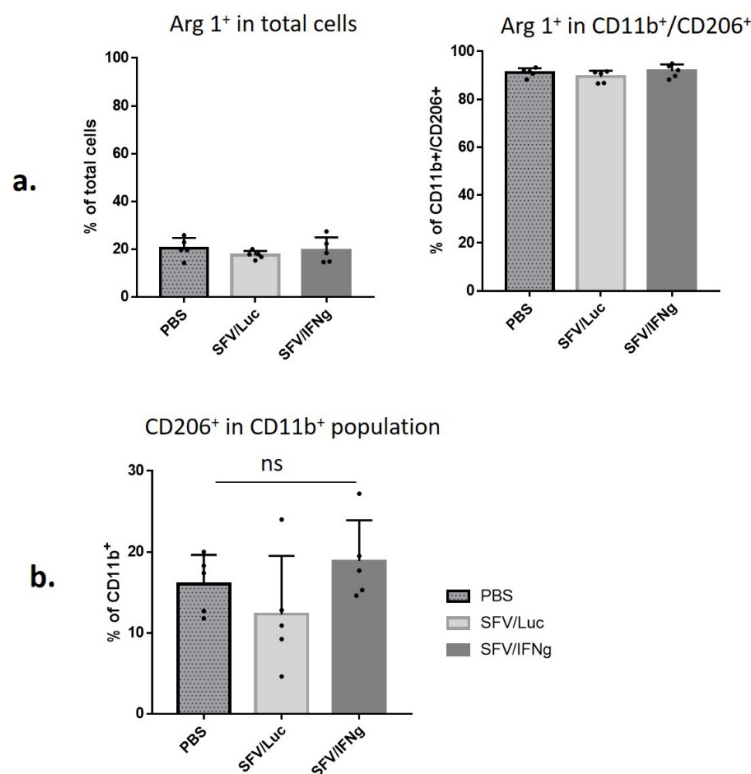 a.
Arg 1⁺ in total cells
% of total cells
100
80
60
40
20
0
PBS
SFV/Luc
SFV/IFNg
Arg 1⁺ in CD11b⁺/CD206⁺
% of CD11b+/CD206+
100
80
60
40
20
0
PBS
SFV/Luc
SFV/IFNg
b.
CD206⁺ in CD11b⁺ population
ns
% of CD11b⁺
30
20
10
0
PBS
SFV/Luc
SFV/IFNg
PBS
SFV/Luc
SFV/IFNg